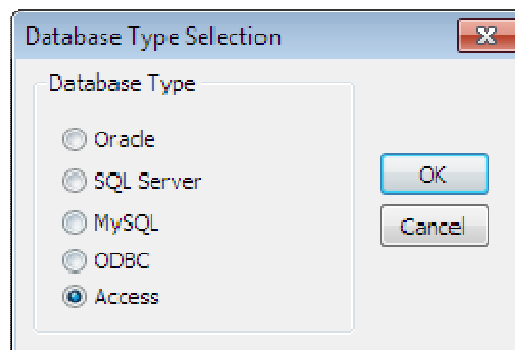 Database Type Selection
Database Type
Oracle
SQL Server
MySQL
ODBC
Access
OK
Cancel